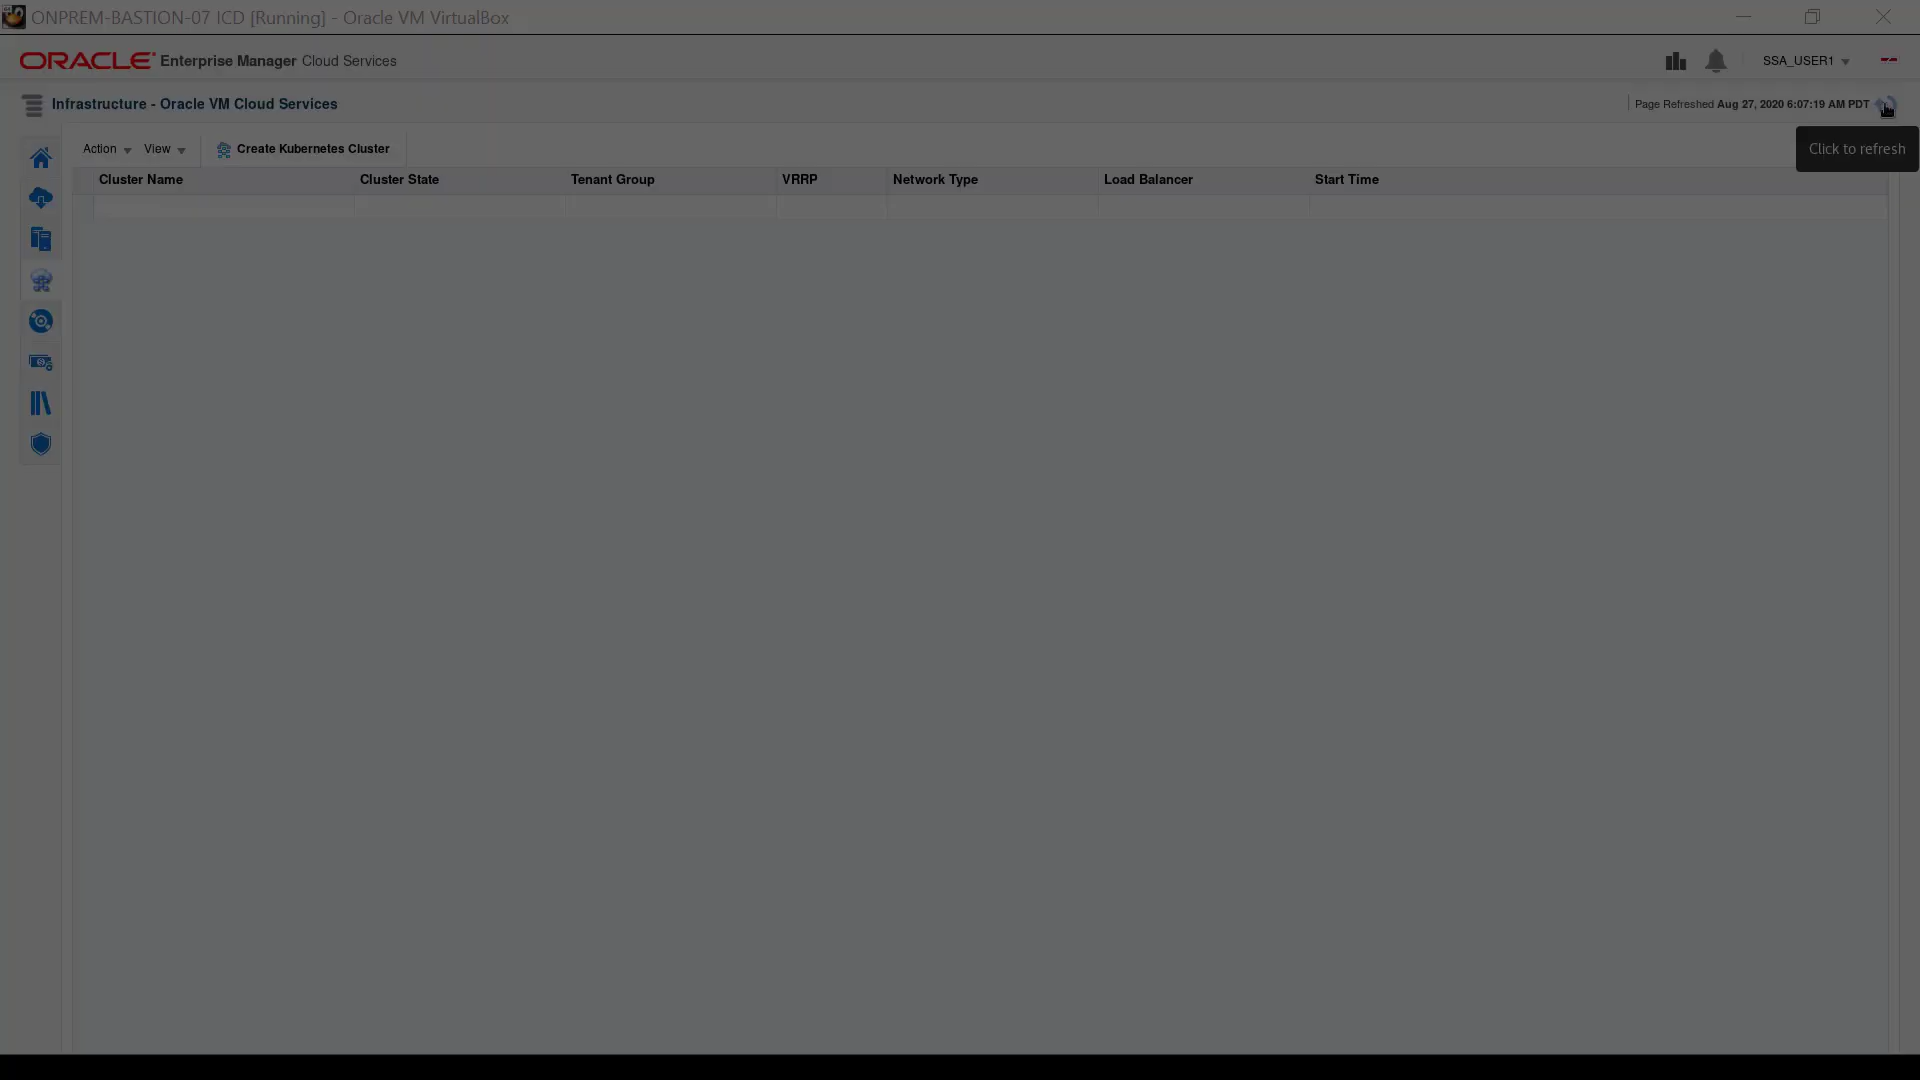 ONPREM-BASTION-07 ICD [Running] - Oracle VM VirtualBox
ORACLE Enterprise Manager Cloud Services
SSA_USER1
Infrastructure - Oracle VM Cloud Services
Page Refreshed Aug 27, 2020 6:07:19 AM PDT
Action View Create Kubernetes Cluster
Click to refresh
Cluster Name Cluster State Tenant Group VRRP Network Type Load Balancer Start Time